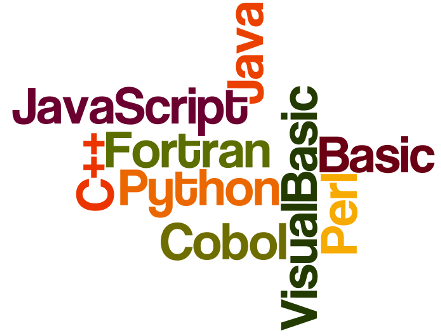 Java
JavaScript
C++
Fortran
Python
Cobol
VisualBasic
Basic
Perl